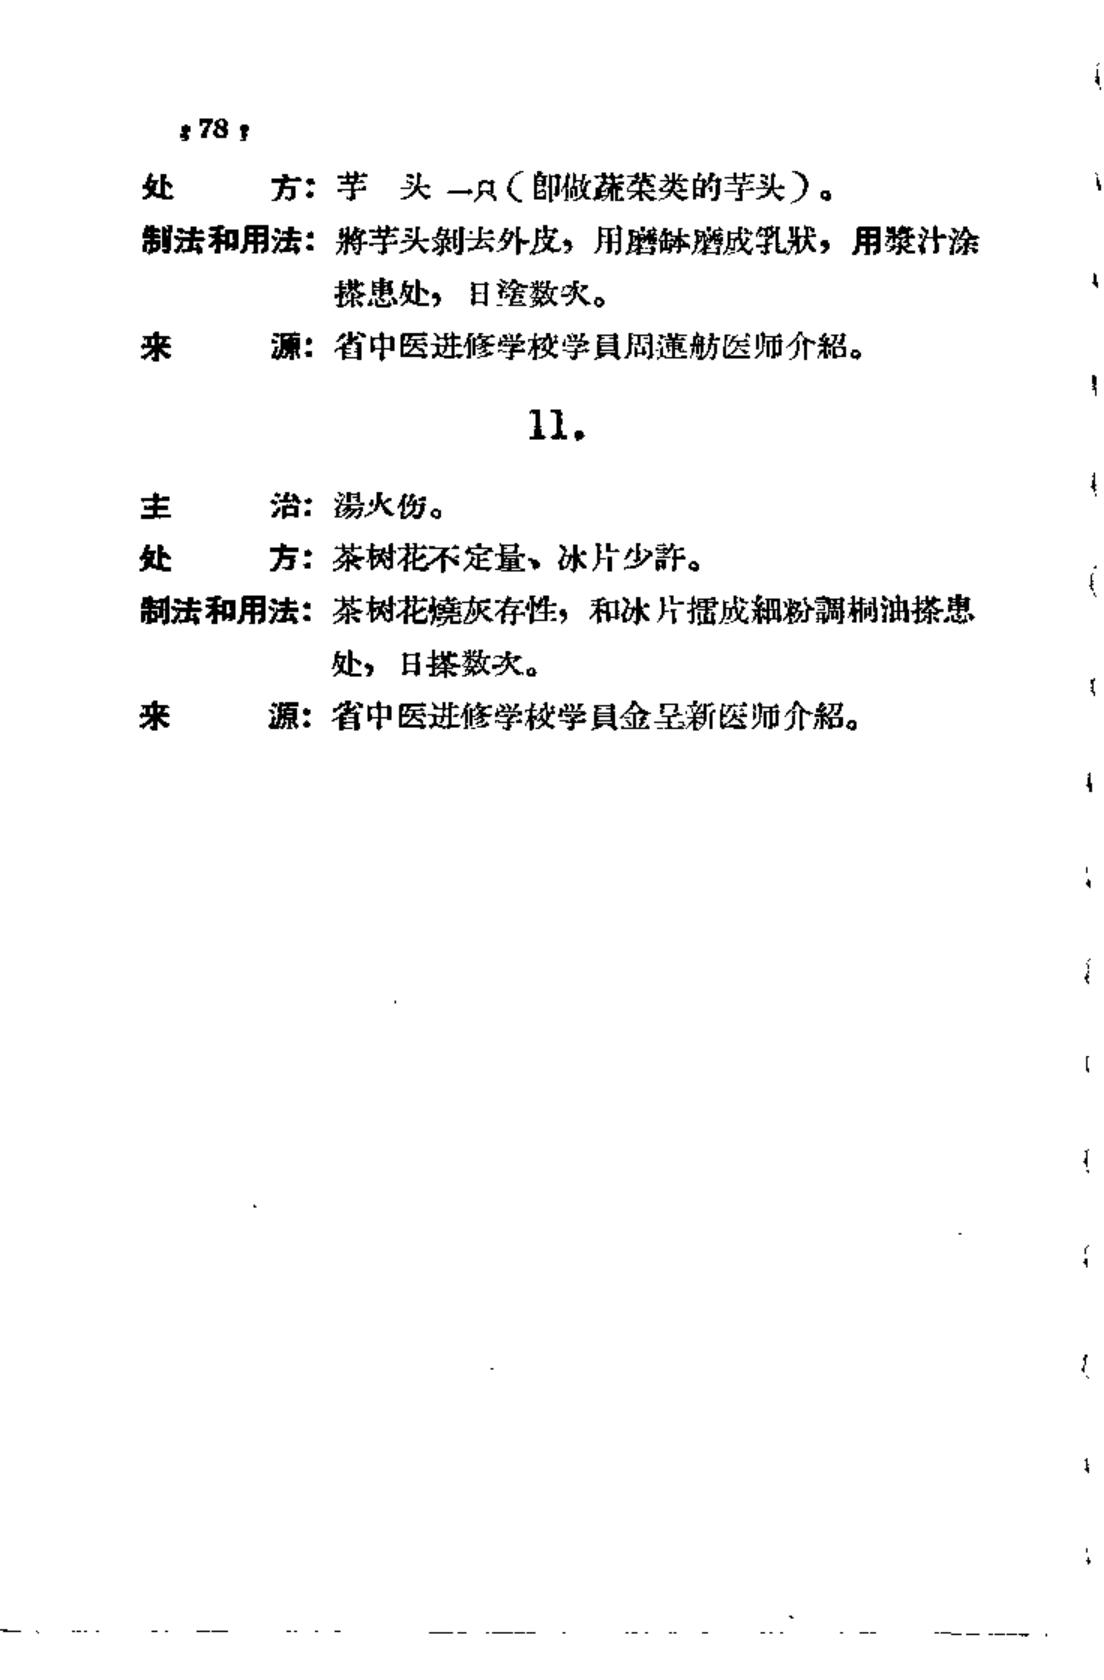 78
处 方：芋 头 一只（卽做蔬菜类的芋头）。
制法和用法：將芋头剝去外皮，用磨鉢磨成乳狀，用漿汁涂
搽患处，日塗数次。
来 源：省中医进修学校学員周蓮舫医师介紹。
11.
主 治：湯火伤。
处 方：茶树花不定量、冰片少許。
制法和用法：茶树花燒灰存性，和冰片擂成細粉調桐油搽患
处，日搽数次。
来 源：省中医进修学校学員金呈新医师介紹。